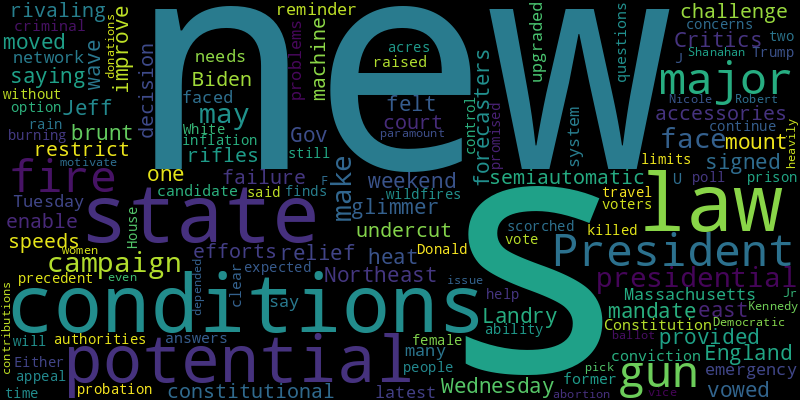 rivaling
criminal
moved
network
saying
wave
donations
improve
without
option
Jeff
burning
rain
brunt
decision
restrict
motivate
fire
one
new
needs
Biden
faced
may
White
inflation
rifles
failure
candidate
said
finds
F
reminder
problems
machine
acres
raised
Gov
still
felt
court
paramount
make
weekend
wildfires
glimmer
control
forecasters
promised
upgraded
system
questions
challenge
concerns
two
Critics
J
Shanahan
Trump
major
Nicole
Robert
accessories
continue
heavily
face
mount
limits
signed
U
poll
prison
semiautomatic
travel
voters
killed
law
Tuesday
enable
House
state
speeds
women
campaign
precedent
even
efforts
relief
depended
clear
expected
undercut
heat
Donald
Northeast
s
scorched
vote
President
presidential
conditions
say
issue
help
Landry
ability
Massachusetts
Jr
mandate
east
Kennedy
Constitution
Democratic
ballot
provided
contributions
will
authorities
answers
Either
potential
appeal
time
probation
constitutional
female
many
people
latest
Wednesday
conviction
England
pick
former
gun
emergency
abortion
vice
vowed